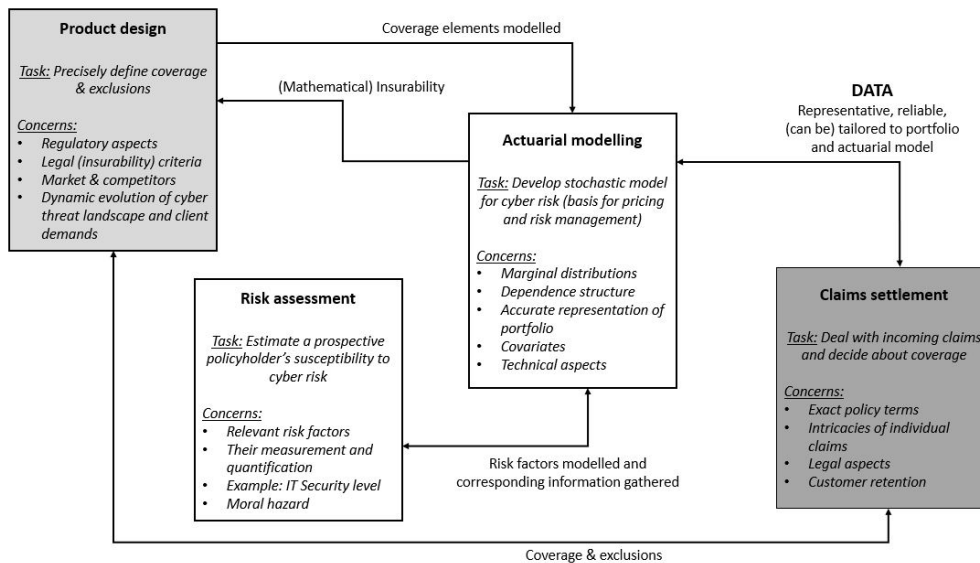 Product design
Task: Precisely define coverage
& exclusions
Concerns:
• Regulatory aspects
• Legal (insurability) criteria
• Market & competitors
• Dynamic evolution of cyber
threat landscape and client
demands
Coverage elements modelled
(Mathematical) Insurability
Actuarial modelling
Task: Develop stochastic model
for cyber risk (basis for pricing
and risk management)
Concerns:
• Marginal distributions
• Dependence structure
• Accurate representation of
portfolio
• Covariates
• Technical aspects
DATA
Representative, reliable,
(can be) tailored to portfolio
and actuarial model
Risk assessment
Task: Estimate a prospective
policyholder's susceptibility to
cyber risk
Concerns:
• Relevant risk factors
• Their measurement and
quantification
• Example: IT Security level
• Moral hazard
Risk factors modelled and
corresponding information gathered
Claims settlement
Task: Deal with incoming claims
and decide about coverage
Concerns:
• Exact policy terms
• Intricacies of individual
claims
• Legal aspects
• Customer retention
Coverage & exclusions